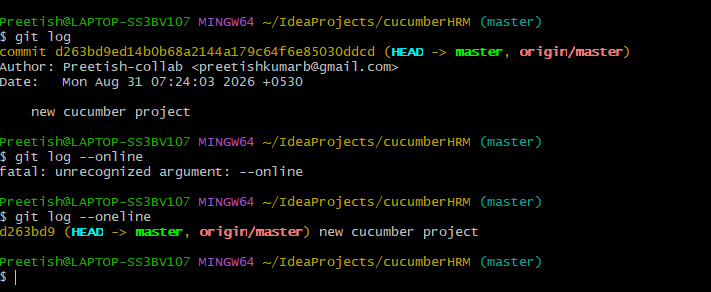 Preetish@LAPTOP-SS3BV107 MINGW64 ~/IdeaProjects/cucumberHRM (master)
$ git log
commit d263bd9ed14b0b68a2144a179c64f6e85030ddcd (HEAD -> master, origin/master)
Author: Preetish-collab <preetishkumarb@gmail.com>
Date:   Mon Aug 31 07:24:03 2026 +0530
    new cucumber project
Preetish@LAPTOP-SS3BV107 MINGW64 ~/IdeaProjects/cucumberHRM (master)
$ git log --online
fatal: unrecognized argument: --online
Preetish@LAPTOP-SS3BV107 MINGW64 ~/IdeaProjects/cucumberHRM (master)
$ git log --oneline
d263bd9 (HEAD -> master, origin/master) new cucumber project
Preetish@LAPTOP-SS3BV107 MINGW64 ~/IdeaProjects/cucumberHRM (master)
$